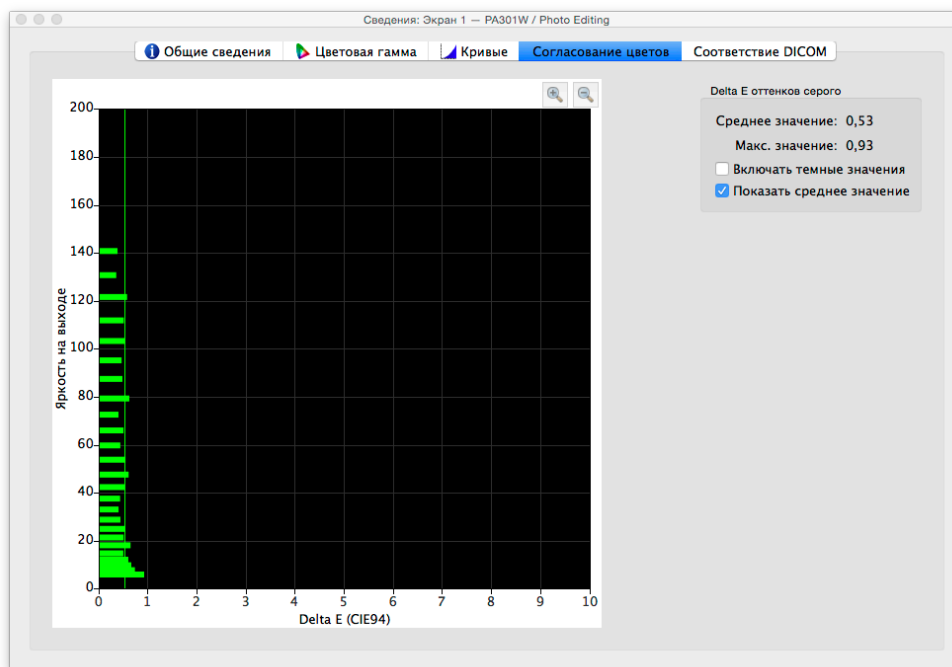 Сведения: Экран 1 — PA301W / Photo Editing
Общие сведения
Цветовая гамма
Кривые
Согласование цветов
Соответствие DICOM
200
180
160
140
120
100
80
60
40
20
0
Яркость на выходе
0 1 2 3 4 5 6 7 8 9 10
Delta E (CIE94)
Delta E оттенков серого
Среднее значение: 0,53
Макс. значение: 0,93
Включать темные значения
Показать среднее значение